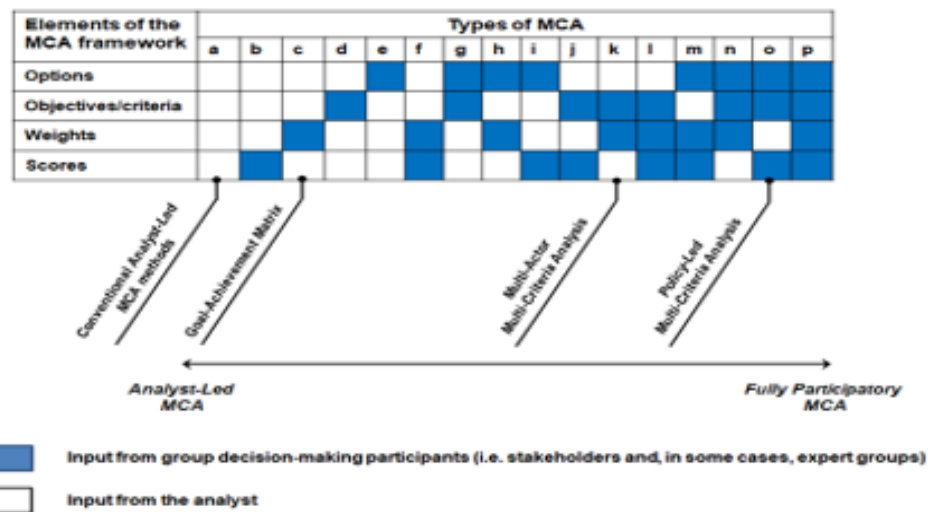 Elements of the MCA framework
Types of MCA
a b c d e f g h i j k l m n o p
Options
Objectives/criteria
Weights
Scores
Conventional Analyst-Led
MCA methods
Goal-Achievement Matrix
Multi-Actor
Multi-Criteria Analysis
Policy-Led
Multi-Criteria Analysis
Analyst-Led
MCA
Fully Participatory
MCA
Input from group decision-making participants (i.e. stakeholders and, in some cases, expert groups)
Input from the analyst